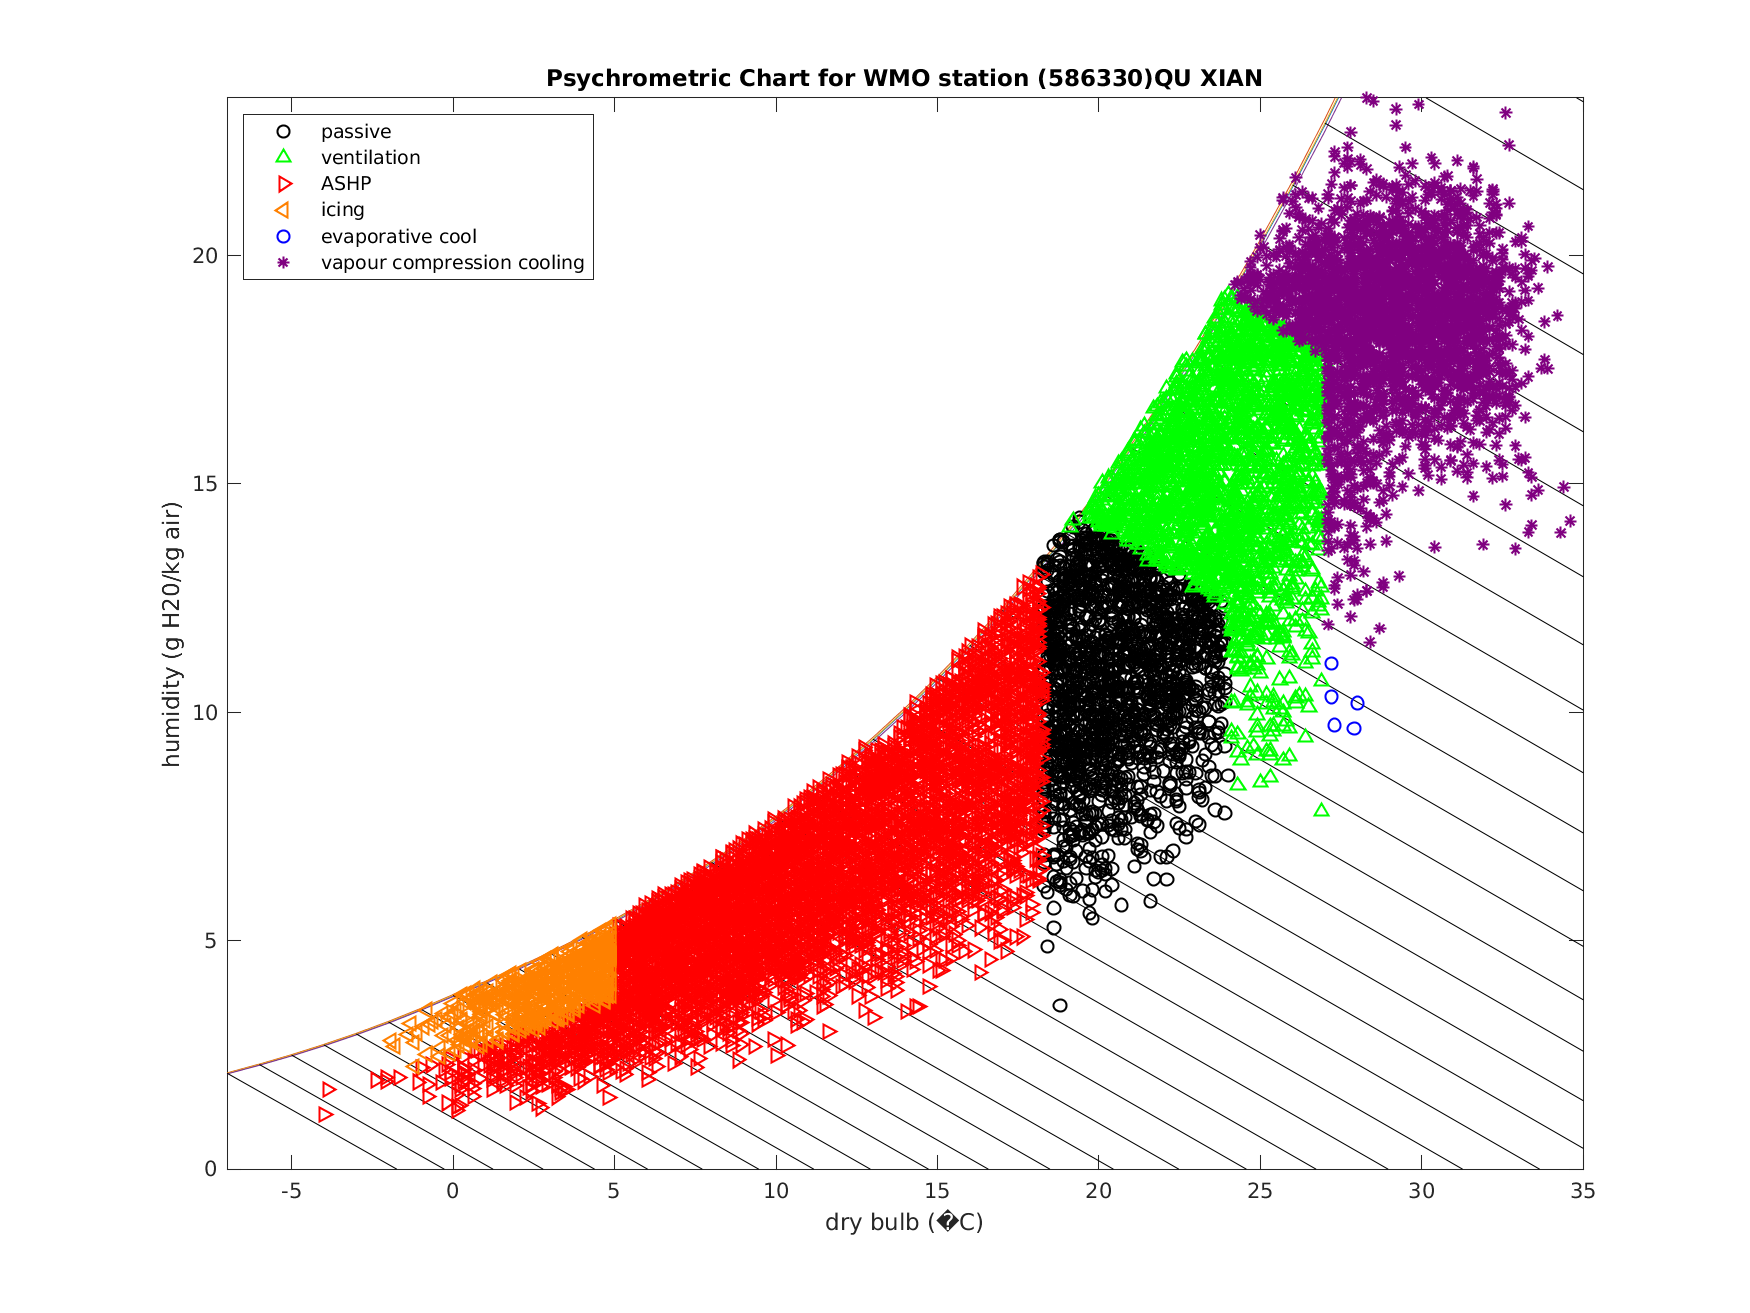 Psychrometric Chart for WMO station (586330)QU XIAN
passive
ventilation
ASHP
icing
evaporative cool
vapour compression cooling
humidity (g H20/kg air)
20
15
10
5
0
-5 0 5 10 15 20 25 30 35
dry bulb (�C)